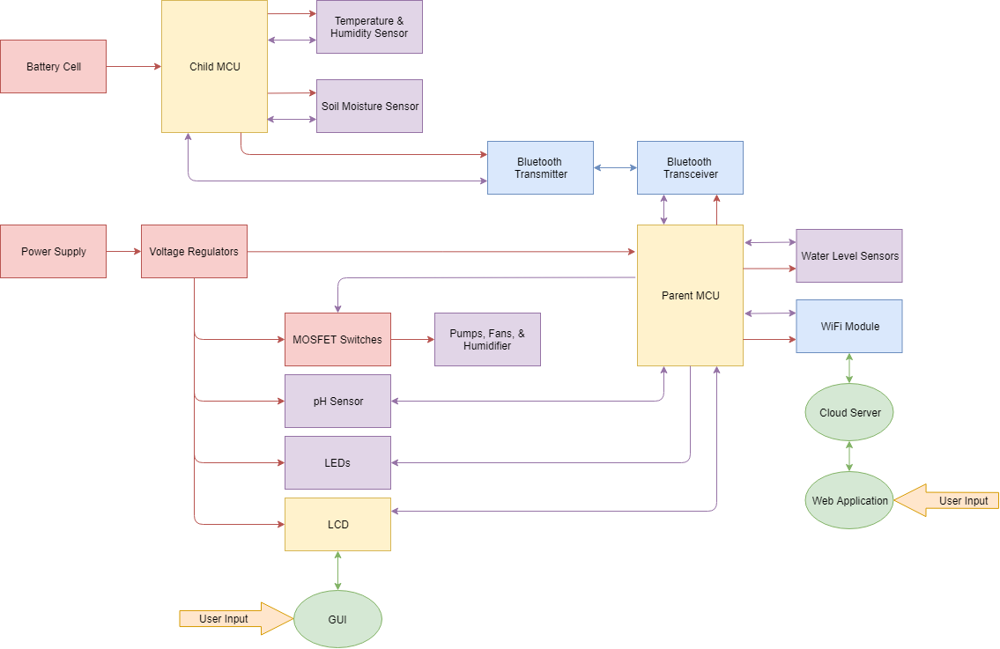 Temperature &
Humidity Sensor
Battery Cell
Child MCU
Soil Moisture Sensor
Bluetooth
Transmitter
Bluetooth
Transceiver
Power Supply
Voltage Regulators
Water Level Sensors
Parent MCU
MOSFET Switches
Pumps, Fans, &
Humidifier
WiFi Module
pH Sensor
Cloud Server
LEDs
Web Application
User Input
LCD
User Input
GUI